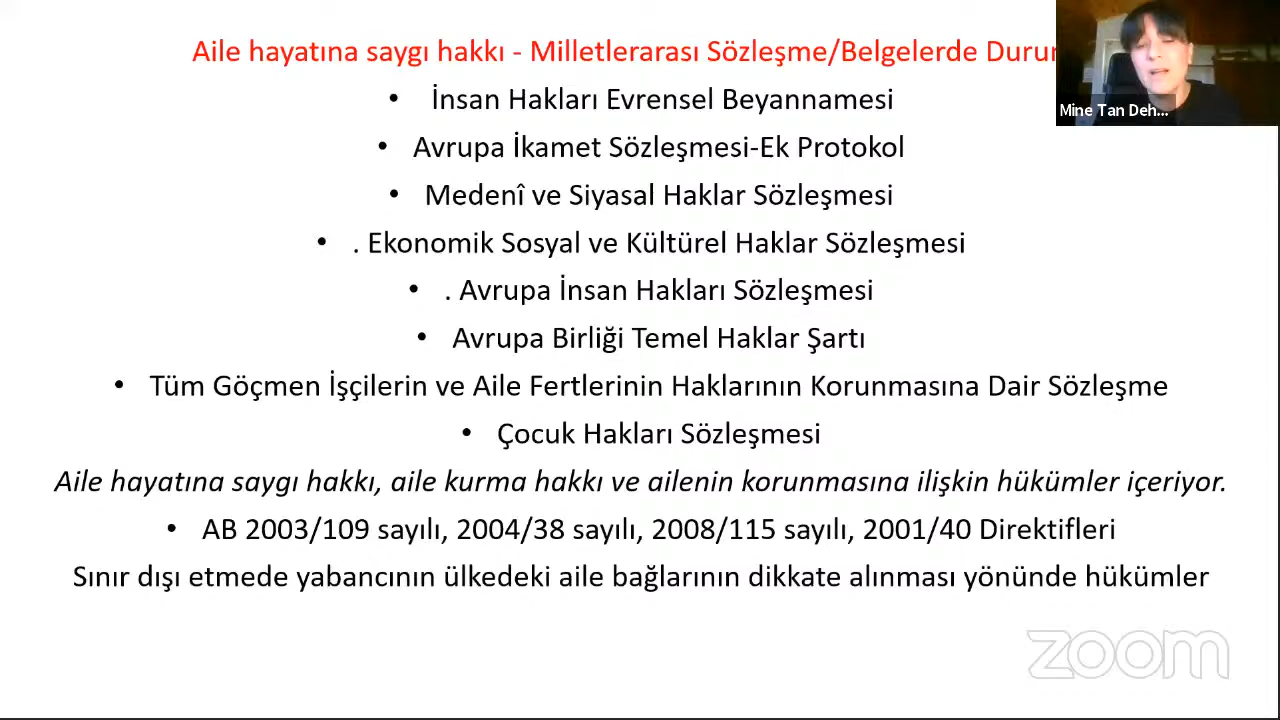 Aile hayatına saygı hakkı - Milletlerarası Sözleşme/Belgelerde
• İnsan Hakları Evrensel Beyannamesi
• Avrupa İkamet Sözleşmesi-Ek Protokol
• Medenî ve Siyasal Haklar Sözleşmesi
• . Ekonomik Sosyal ve Kültürel Haklar Sözleşmesi
• . Avrupa İnsan Hakları Sözleşmesi
• Avrupa Birliği Temel Haklar Şartı
• Tüm Göçmen İşçilerin ve Aile Fertlerinin Haklarının Korunmasına Dair Sözleşme
• Çocuk Hakları Sözleşmesi
Aile hayatına saygı hakkı, aile kurma hakkı ve ailenin korunmasına ilişkin hükümler içeriyor.
• AB 2003/109 sayılı, 2004/38 sayılı, 2008/115 sayılı, 2001/40 Direktifleri
Sınır dışı etmede yabancının ülkedeki aile bağlarının dikkate alınması yönünde hükümler
Mine Tan Deh...
zoom